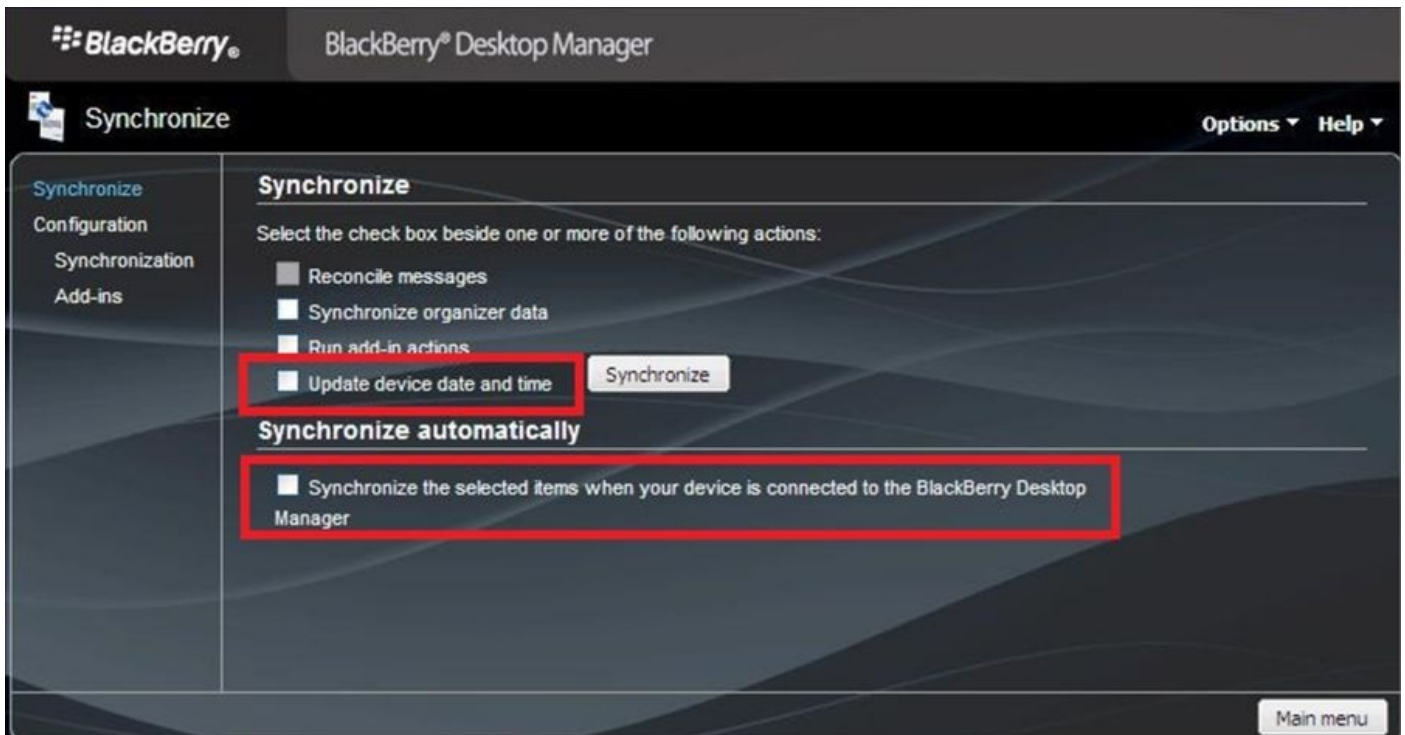 BlackBerry® BlackBerry® Desktop Manager
Synchronize
Options Help
Synchronize
Configuration
Synchronization
Add-ins
Synchronize
Select the check box beside one or more of the following actions:
Reconcile messages
Synchronize organizer data
Run add-in actions
Update device date and time
Synchronize
Synchronize automatically
Synchronize the selected items when your device is connected to the BlackBerry Desktop
Manager
Main menu